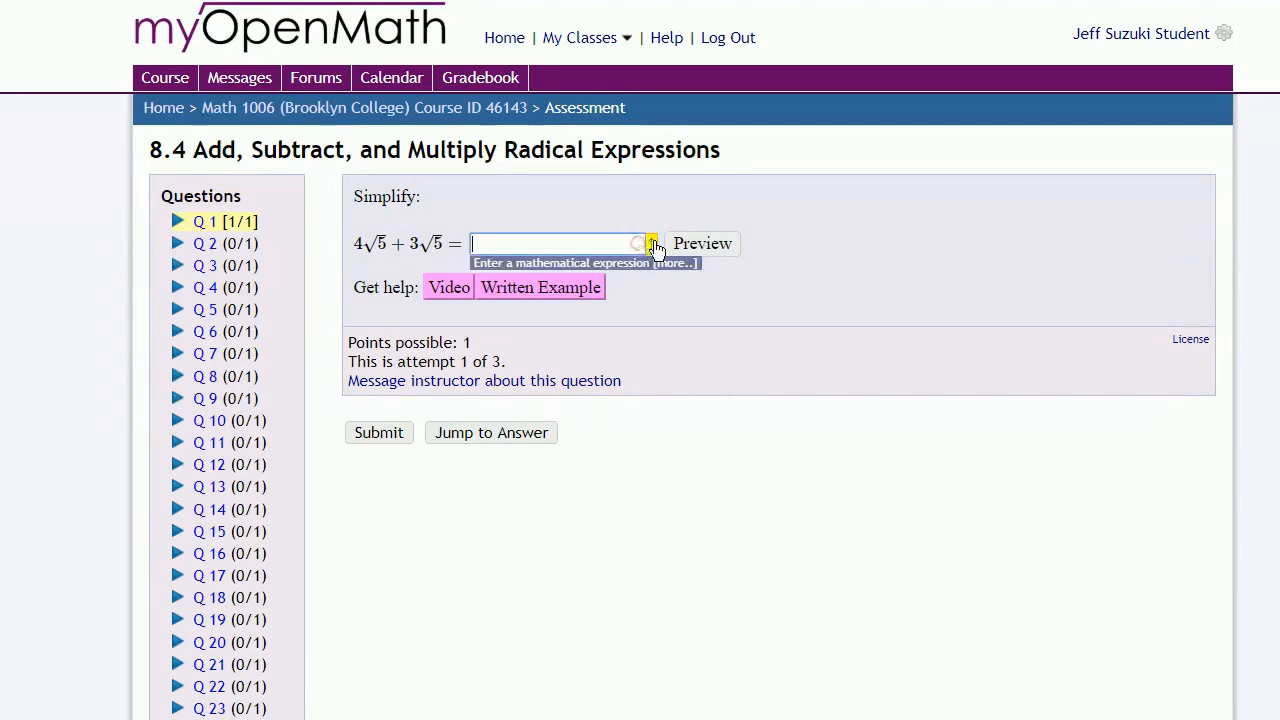 myOpenMath
Home | My Classes | Help | Log Out
Jeff Suzuki Student
Course Messages Forums Calendar Gradebook
Home > Math 1006 (Brooklyn College) Course ID 46143 > Assessment
8.4 Add, Subtract, and Multiply Radical Expressions
Questions
Q 1 [1/1]
Q 2 (0/1)
Q 3 (0/1)
Q 4 (0/1)
Q 5 (0/1)
Q 6 (0/1)
Q 7 (0/1)
Q 8 (0/1)
Q 9 (0/1)
Q 10 (0/1)
Q 11 (0/1)
Q 12 (0/1)
Q 13 (0/1)
Q 14 (0/1)
Q 15 (0/1)
Q 16 (0/1)
Q 17 (0/1)
Q 18 (0/1)
Q 19 (0/1)
Q 20 (0/1)
Q 21 (0/1)
Q 22 (0/1)
Q 23 (0/1)
Simplify:
4√5 + 3√5 =
Preview
Enter a mathematical expression [more..]
Get help: Video Written Example
Points possible: 1
License
This is attempt 1 of 3.
Message instructor about this question
Submit Jump to Answer